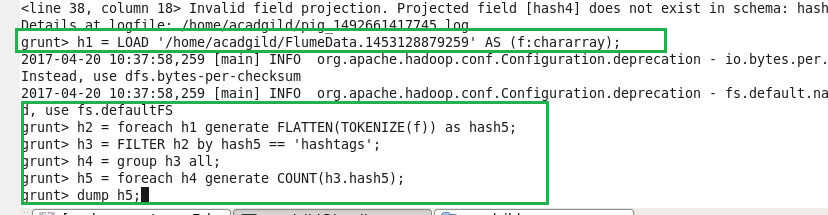 <line 38, column 18> Invalid field projection. Projected field [hash4] does not exist in schema: hash
Details at logfile: /home/acadgild/pig_1492661417745.log
grunt> h1 = LOAD '/home/acadgild/FlumeData.1453128879259' AS (f:chararray);
2017-04-20 10:37:58,259 [main] INFO  org.apache.hadoop.conf.Configuration.deprecation - io.bytes.per.
Instead, use dfs.bytes-per-checksum
2017-04-20 10:37:58,259 [main] INFO  org.apache.hadoop.conf.Configuration.deprecation - fs.default.na
d, use fs.defaultFS
grunt> h2 = foreach h1 generate FLATTEN(TOKENIZE(f)) as hash5;
grunt> h3 = FILTER h2 by hash5 == 'hashtags';
grunt> h4 = group h3 all;
grunt> h5 = foreach h4 generate COUNT(h3.hash5);
grunt> dump h5;